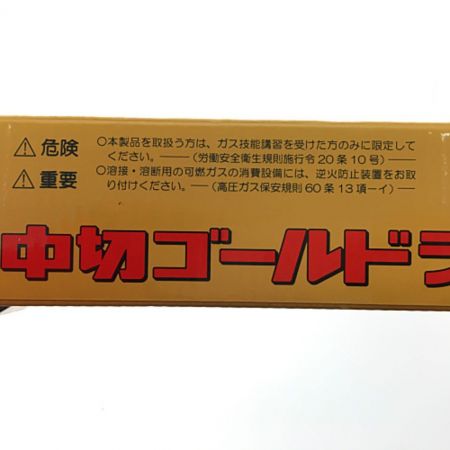 ⚠危険 ○本製品を取扱う方は、ガス技能講習を受けた方のみに限定して
ください。──(労働安全衛生規則施行令20条10号)──
⚠重要 ○溶接・溶断用の可燃ガスの消費設備には、逆火防止装置をお取
り付けください。──(高圧ガス保安規則60条13項ーイ)──
中切ゴールドラ